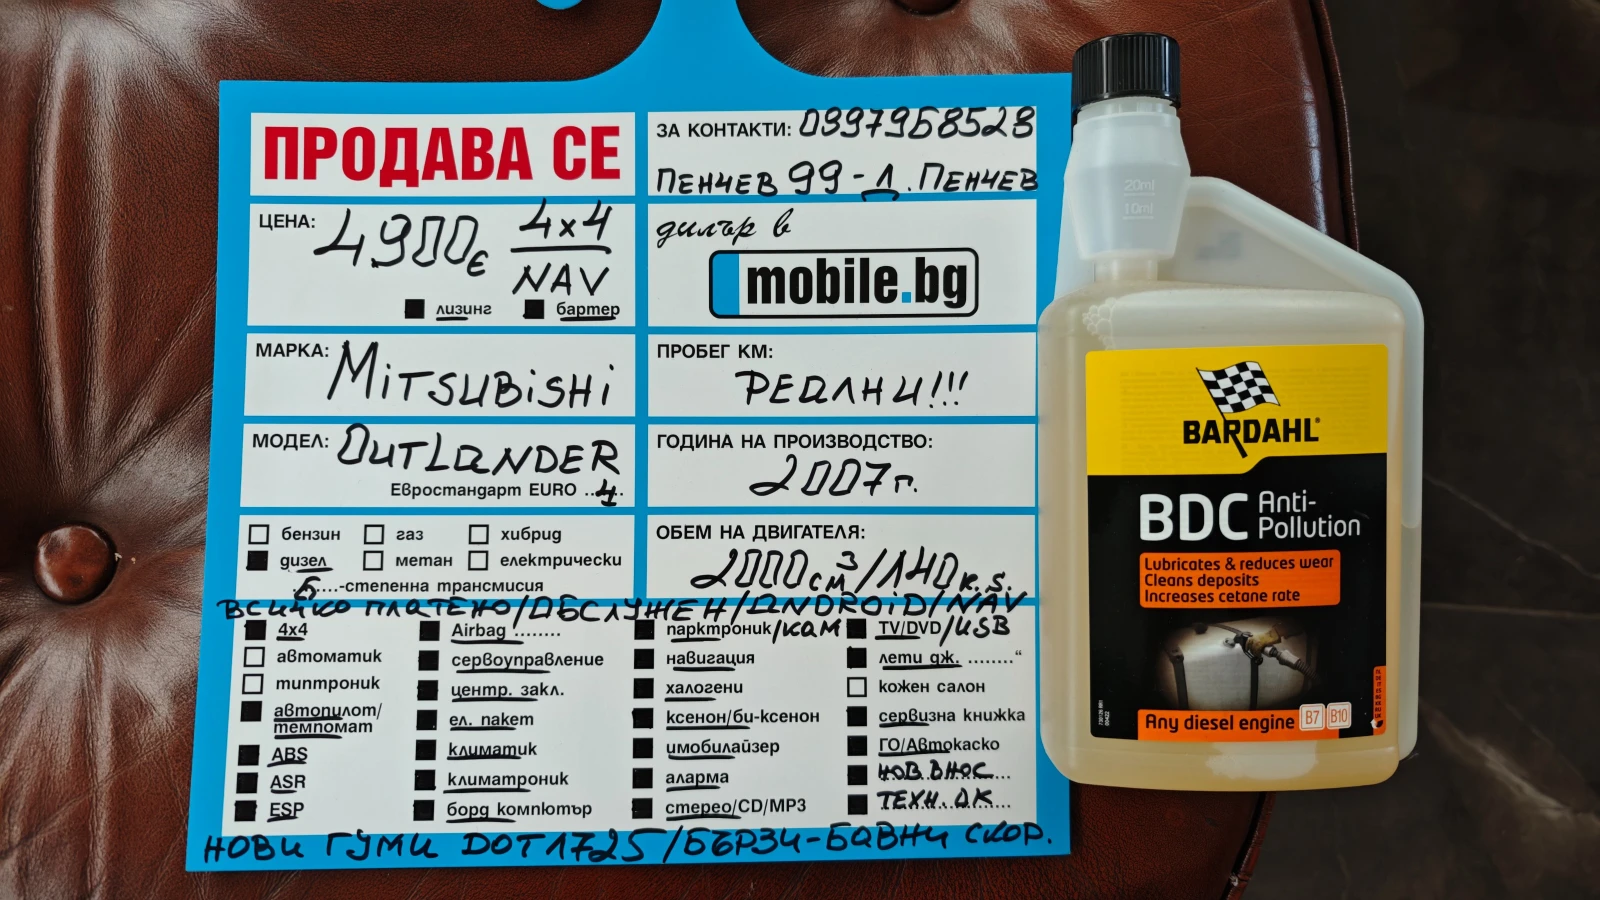 ПРОДАВА СЕ
ЗА КОНТАКТИ: 0997958523
ПЕНЧЕВ 99 - Д. ПЕНЧЕВ
ЦЕНА: 4900€ 4x4
NAV
лизинг бартер
дилър в
mobile.bg
МАРКА: MiTSUBiSHi
ПРОБЕГ КМ:
РЕАЛНИ!!!
МОДЕЛ: OUTLANDER
Евростандарт EURO ..4..
ГОДИНА НА ПРОИЗВОДСТВО:
2007г.
бензин газ хибрид
дизел метан електрически
6....-степенна трансмисия
ОБЕМ НА ДВИГАТЕЛЯ:
2000 см3/140к.s.
ВСИЧКО ПЛАТЕНО/ОБСЛУЖЕН/ANDROiD/NAV
4x4
автоматик
типтроник
автопилот/
темпомат
ABS
ASR
ESP
Airbag ........
сервоуправление
центр. закл.
ел. пакет
климатик
климатроник
борд компютър
парктроник/КАМ
навигация
халогени
ксенон/би-ксенон
имобилайзер
аларма
стерео/CD/MP3
TV/DVD/USB
лети дж. ........“
кожен салон
сервизна книжка
ГО/Автокаско
НОВ ВНОС
ТЕХН. ОК
НОВИ ГУМИ DOT1725/БЪРЗИ-БАВНИ СКОР.
20ml
10ml
BARDAHL®
BDC Anti-
Pollution
Lubricates & reduces wear
Cleans deposits
Increases cetane rate
Any diesel engine B7 B10